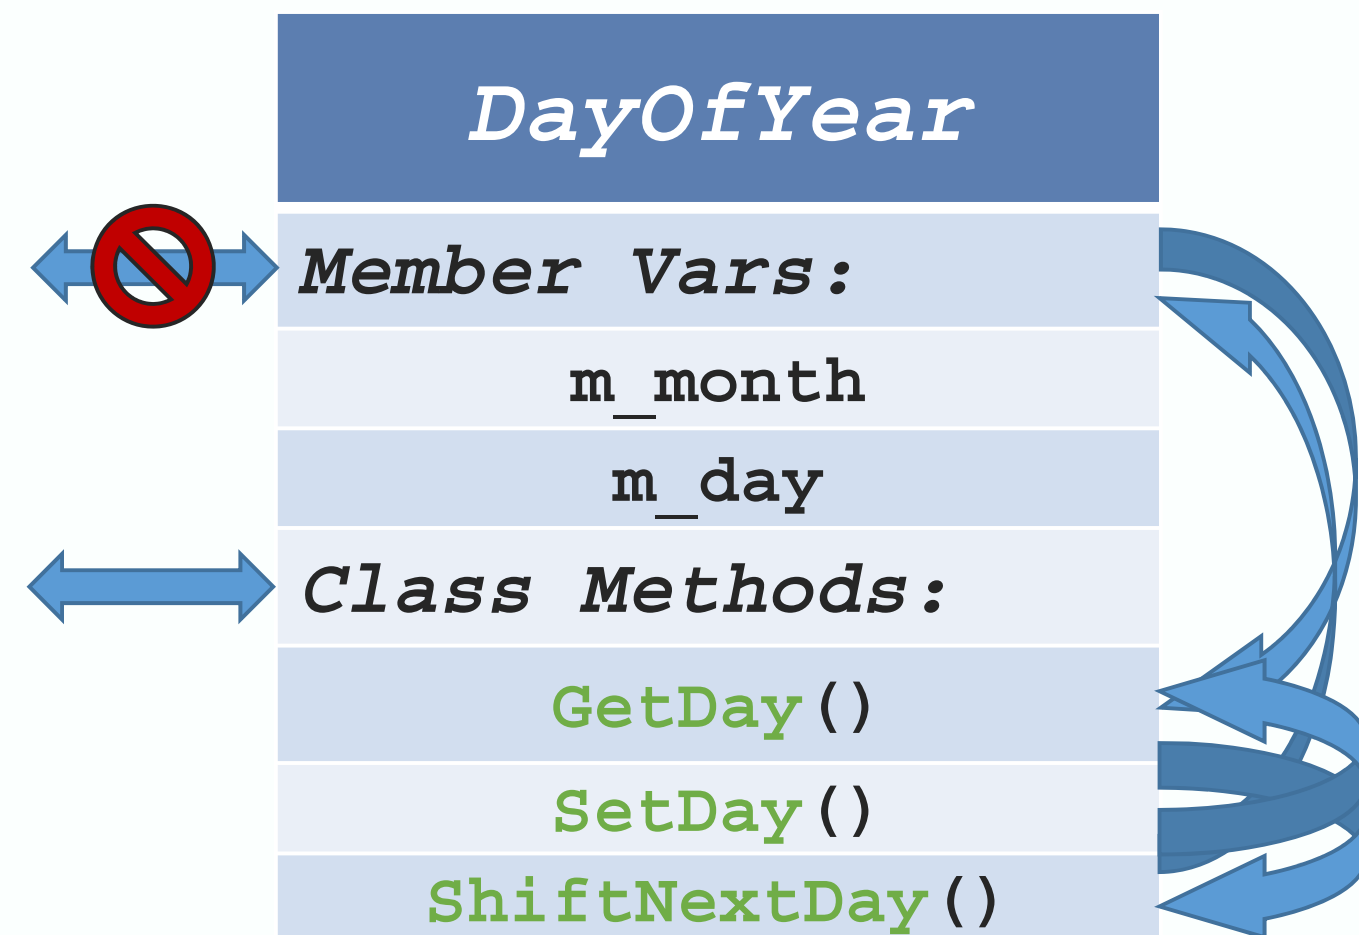 DayOfYear
Member Vars:
m_month
m_day
Class Methods:
GetDay()
SetDay()
ShiftNextDay()